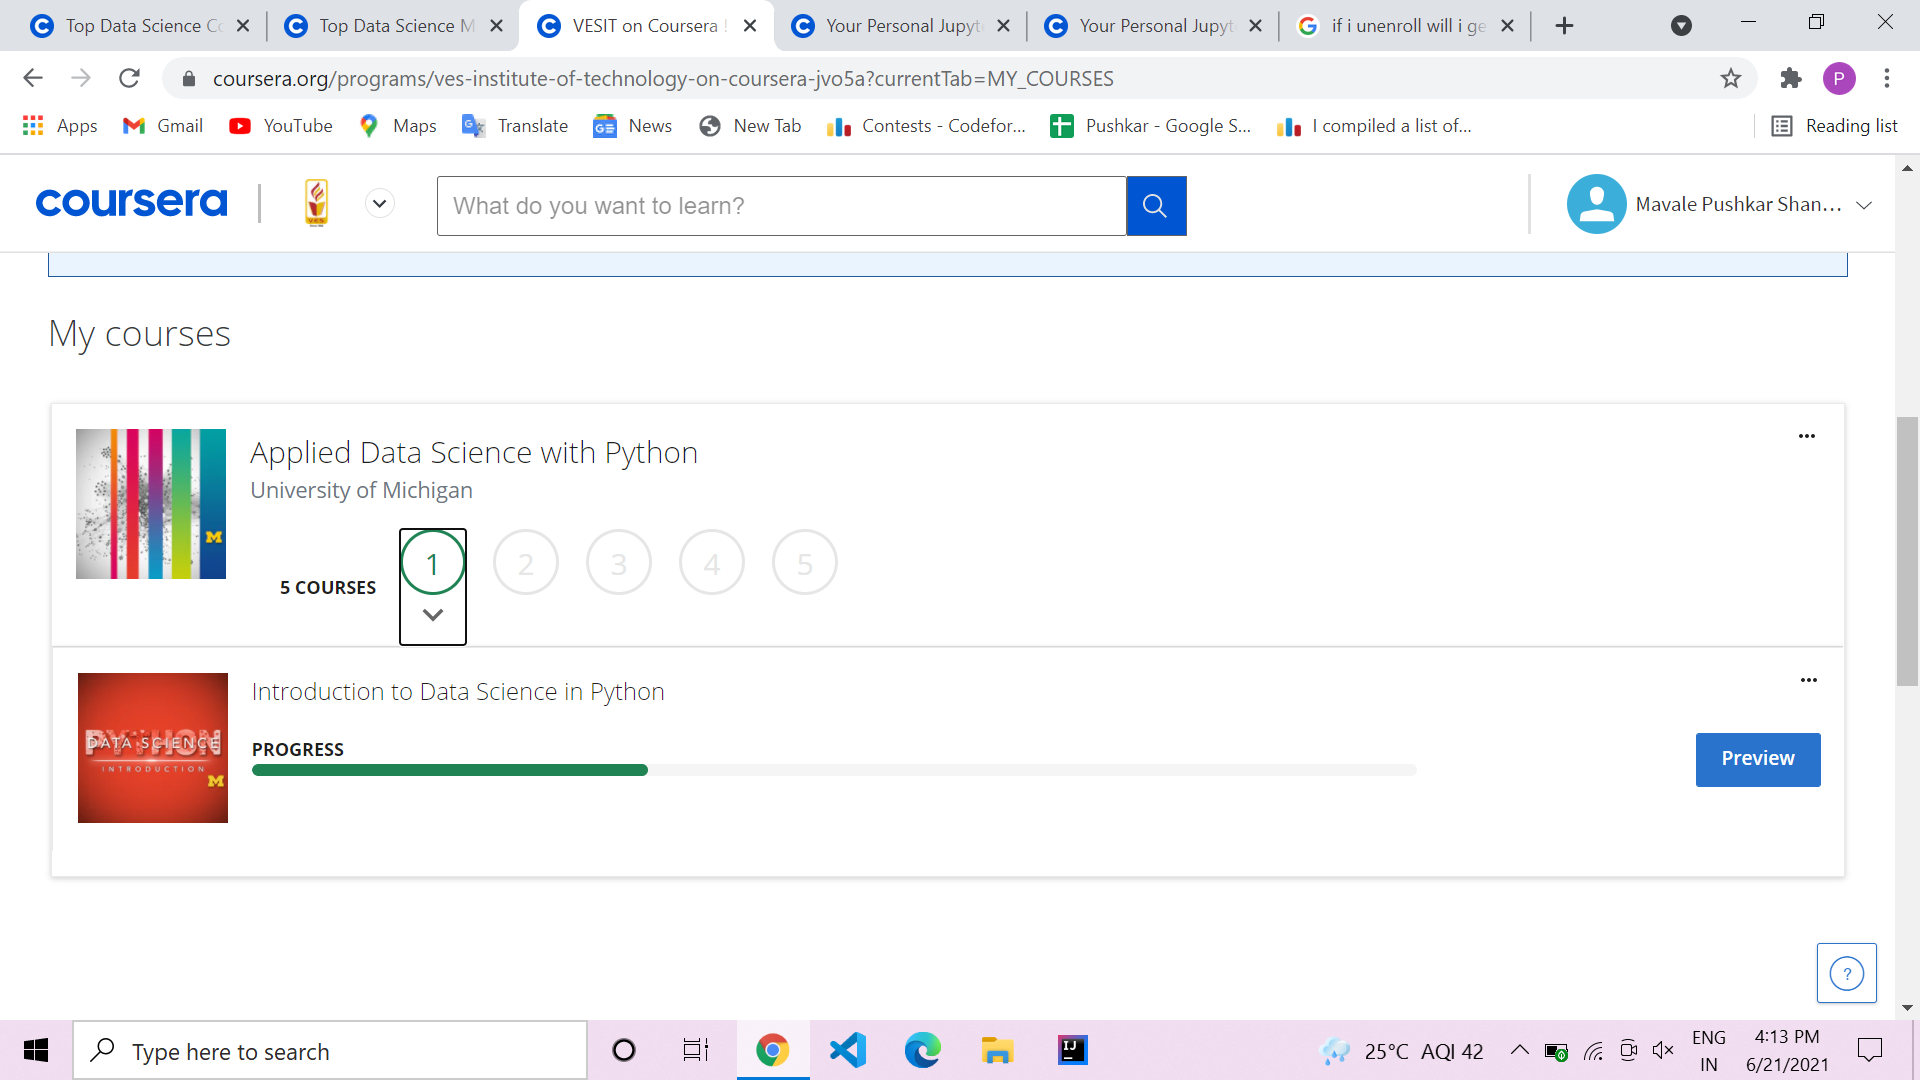 Top Data Science Co
Top Data Science M
VESIT on Coursera
Your Personal Jupyt
Your Personal Jupyt
if i unenroll will i ge
coursera.org/programs/ves-institute-of-technology-on-coursera-jvo5a?currentTab=MY_COURSES
P
Apps
Gmail
YouTube
Maps
Translate
News
New Tab
Contests - Codefor...
Pushkar - Google S...
I compiled a list of...
Reading list
coursera
What do you want to learn?
Mavale Pushkar Shan...
My courses
Applied Data Science with Python
University of Michigan
5 COURSES
1 2 3 4 5
Introduction to Data Science in Python
PROGRESS
PYTHON
DATA SCIENCE
INTRODUCTION
M
Preview
?
Type here to search
25°C AQI 42
ENG
IN
4:13 PM
6/21/2021